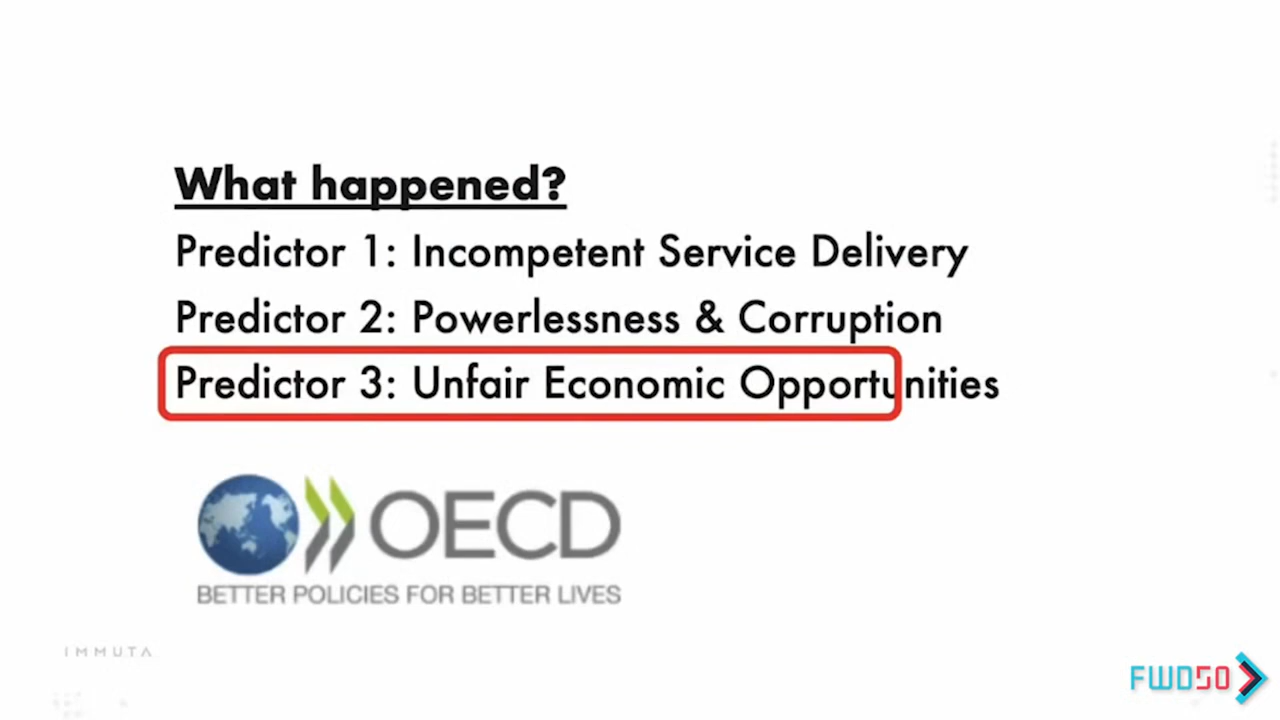 What happened?
Predictor 1: Incompetent Service Delivery
Predictor 2: Powerlessness & Corruption
Predictor 3: Unfair Economic Opportunities
OECD
BETTER POLICIES FOR BETTER LIVES
IMMUTA
FWD50